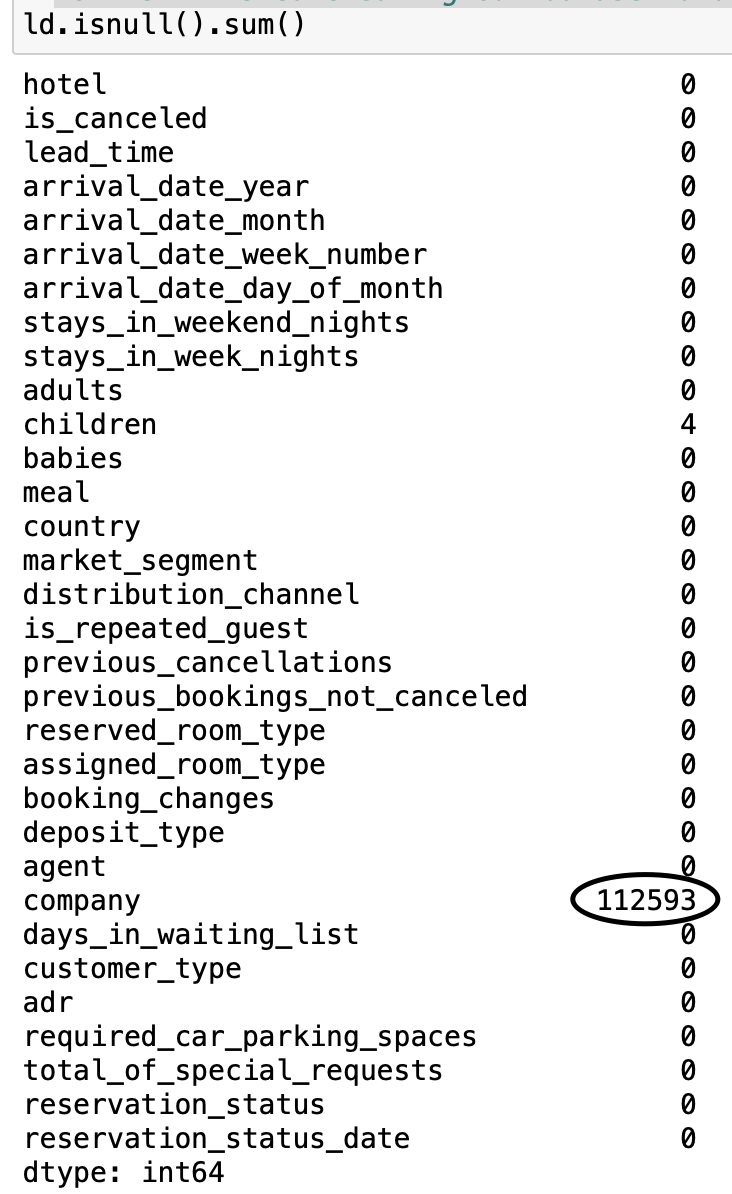 ld.isnull().sum()
hotel 0
is_canceled 0
lead_time 0
arrival_date_year 0
arrival_date_month 0
arrival_date_week_number 0
arrival_date_day_of_month 0
stays_in_weekend_nights 0
stays_in_week_nights 0
adults 0
children 4
babies 0
meal 0
country 0
market_segment 0
distribution_channel 0
is_repeated_guest 0
previous_cancellations 0
previous_bookings_not_canceled 0
reserved_room_type 0
assigned_room_type 0
booking_changes 0
deposit_type 0
agent 0
company 112593
days_in_waiting_list 0
customer_type 0
adr 0
required_car_parking_spaces 0
total_of_special_requests 0
reservation_status 0
reservation_status_date 0
dtype: int64